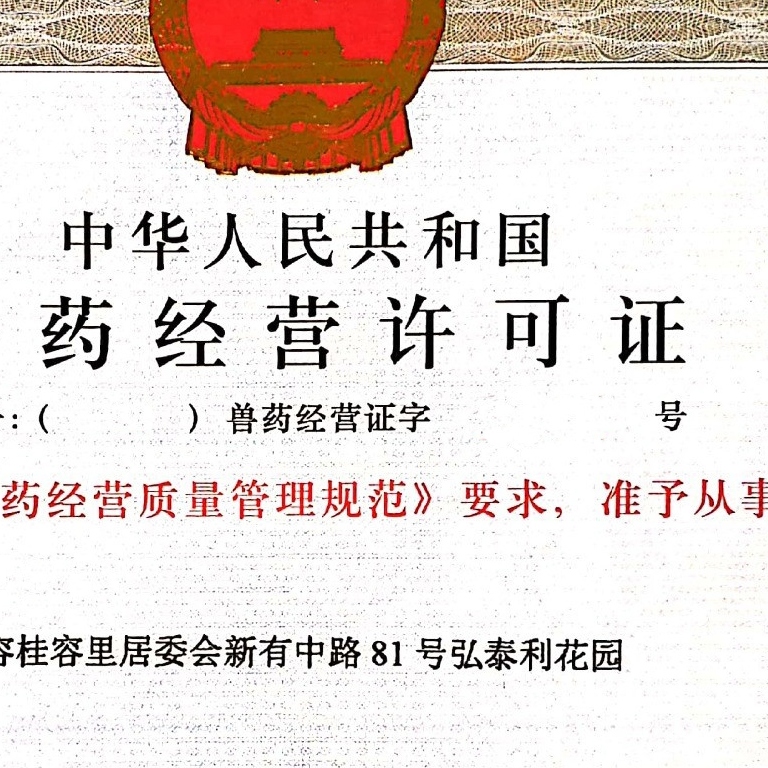 中华人民共和国
药经营许可证
：（ ）兽药经营证字 号
药经营质量管理规范》要求，准予从事
容桂容里居委会新有中路81号弘泰利花园